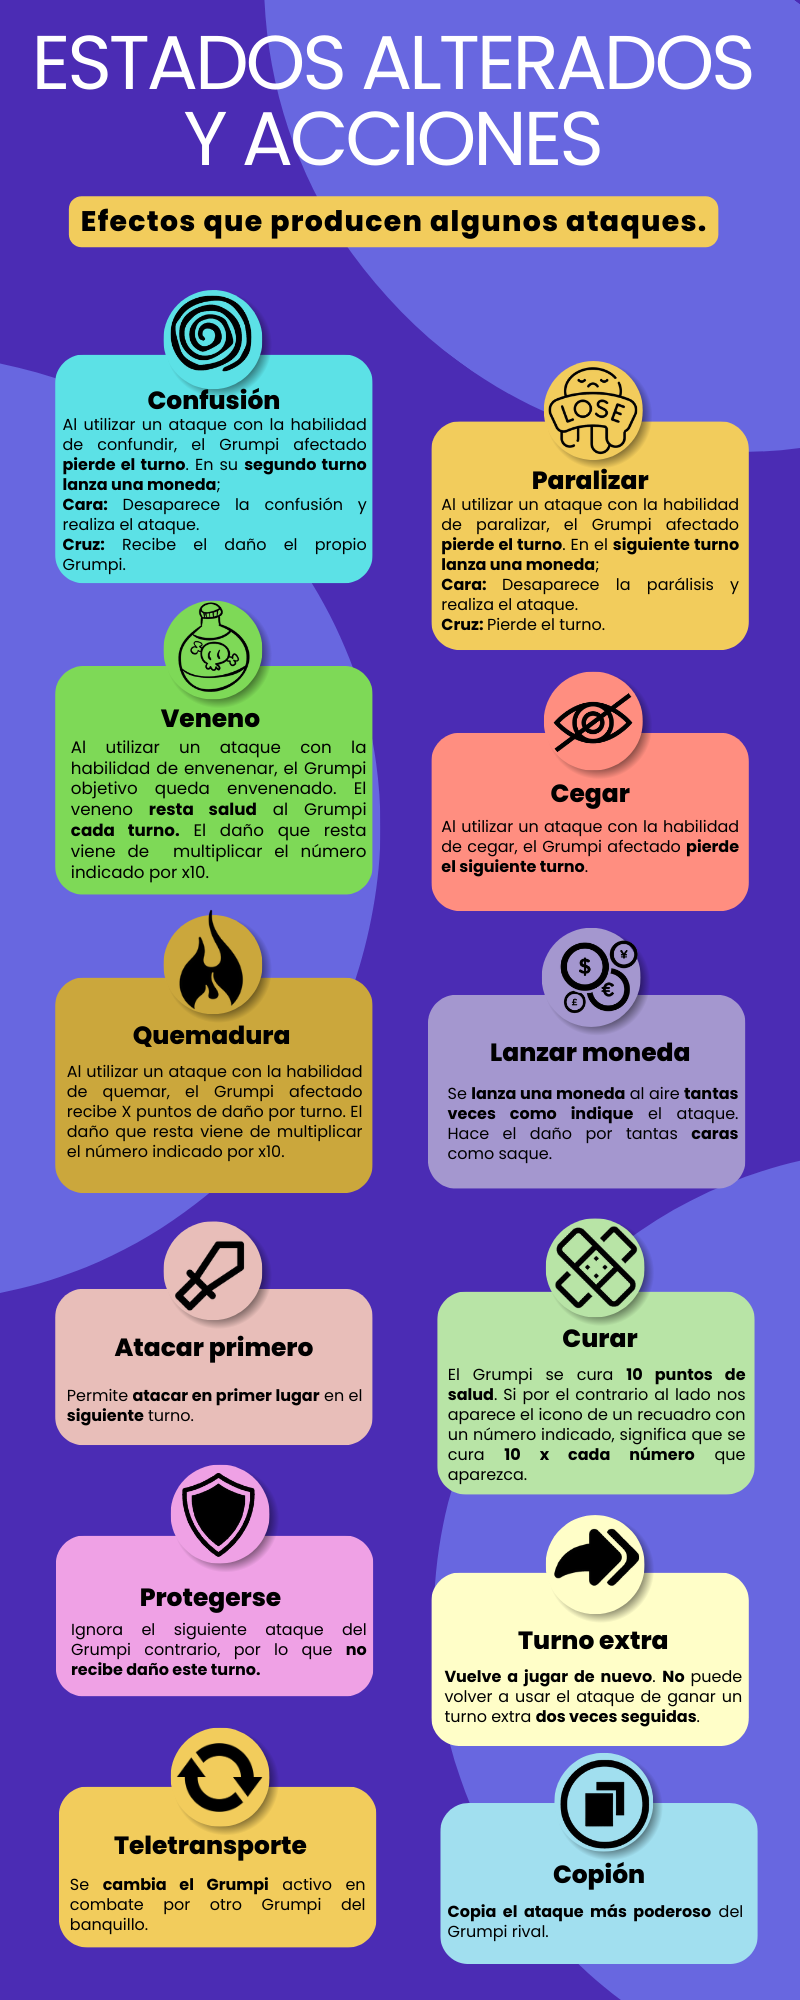 ESTADOS ALTERADOS
Y ACCIONES
Efectos que producen algunos ataques.
Confusión
Al utilizar un ataque con la habilidad
de confundir, el Grumpi afectado
pierde el turno. En su segundo turno
lanza una moneda;
Cara: Desaparece la confusión y
realiza el ataque.
Cruz: Recibe el daño el propio
Grumpi.
LOSE
Paralizar
Al utilizar un ataque con la habilidad
de paralizar, el Grumpi afectado
pierde el turno. En el siguiente turno
lanza una moneda;
Cara: Desaparece la parálisis y
realiza el ataque.
Cruz: Pierde el turno.
Veneno
Al utilizar un ataque con la
habilidad de envenenar, el Grumpi
objetivo queda envenenado. El
veneno resta salud al Grumpi
cada turno. El daño que resta
viene de multiplicar el número
indicado por x10.
Cegar
Al utilizar un ataque con la habilidad
de cegar, el Grumpi afectado pierde
el siguiente turno.
Quemadura
Al utilizar un ataque con la habilidad
de quemar, el Grumpi afectado
recibe X puntos de daño por turno. El
daño que resta viene de multiplicar
el número indicado por x10.
$ ¥
£ €
Lanzar moneda
Se lanza una moneda al aire tantas
veces como indique el ataque.
Hace el daño por tantas caras
como saque.
Atacar primero
Permite atacar en primer lugar en el
siguiente turno.
Curar
El Grumpi se cura 10 puntos de
salud. Si por el contrario al lado nos
aparece el icono de un recuadro con
un número indicado, significa que se
cura 10 x cada número que
aparezca.
Protegerse
Ignora el siguiente ataque del
Grumpi contrario, por lo que no
recibe daño este turno.
Turno extra
Vuelve a jugar de nuevo. No puede
volver a usar el ataque de ganar un
turno extra dos veces seguidas.
Teletransporte
Se cambia el Grumpi activo en
combate por otro Grumpi del
banquillo.
Copión
Copia el ataque más poderoso del
Grumpi rival.